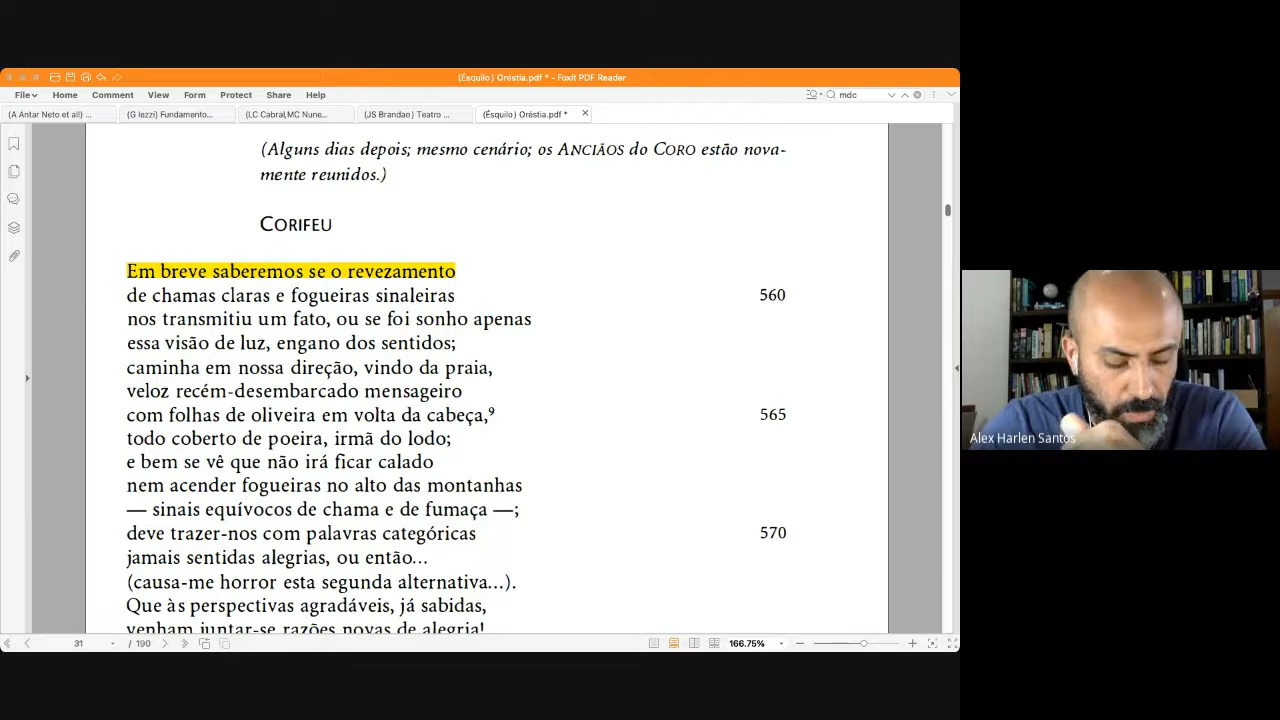 (Ésquilo) Oréstia.pdf * - Foxit PDF Reader
File Home Comment View Form Protect Share Help
mdc
(A Antar Neto et all) ...
(G Iezzi) Fundamento...
(LC Cabral,MC Nune...
(JS Brandao) Teatro ...
(Ésquilo) Oréstia.pdf *
(Alguns dias depois; mesmo cenário; os ANCIÃOS do CORO estão nova-
mente reunidos.)
CORIFEU
Em breve saberemos se o revezamento
de chamas claras e fogueiras sinaleiras 560
nos transmitiu um fato, ou se foi sonho apenas
essa visão de luz, engano dos sentidos;
caminha em nossa direção, vindo da praia,
veloz recém-desembarcado mensageiro
com folhas de oliveira em volta da cabeça,⁹ 565
todo coberto de poeira, irmã do lodo;
e bem se vê que não irá ficar calado
nem acender fogueiras no alto das montanhas
— sinais equívocos de chama e de fumaça —;
deve trazer-nos com palavras categóricas 570
jamais sentidas alegrias, ou então...
(causa-me horror esta segunda alternativa...).
Que às perspectivas agradáveis, já sabidas,
venham juntar-se razões novas de alegria!
31 / 190
166.75%
Alex Harlen Santos